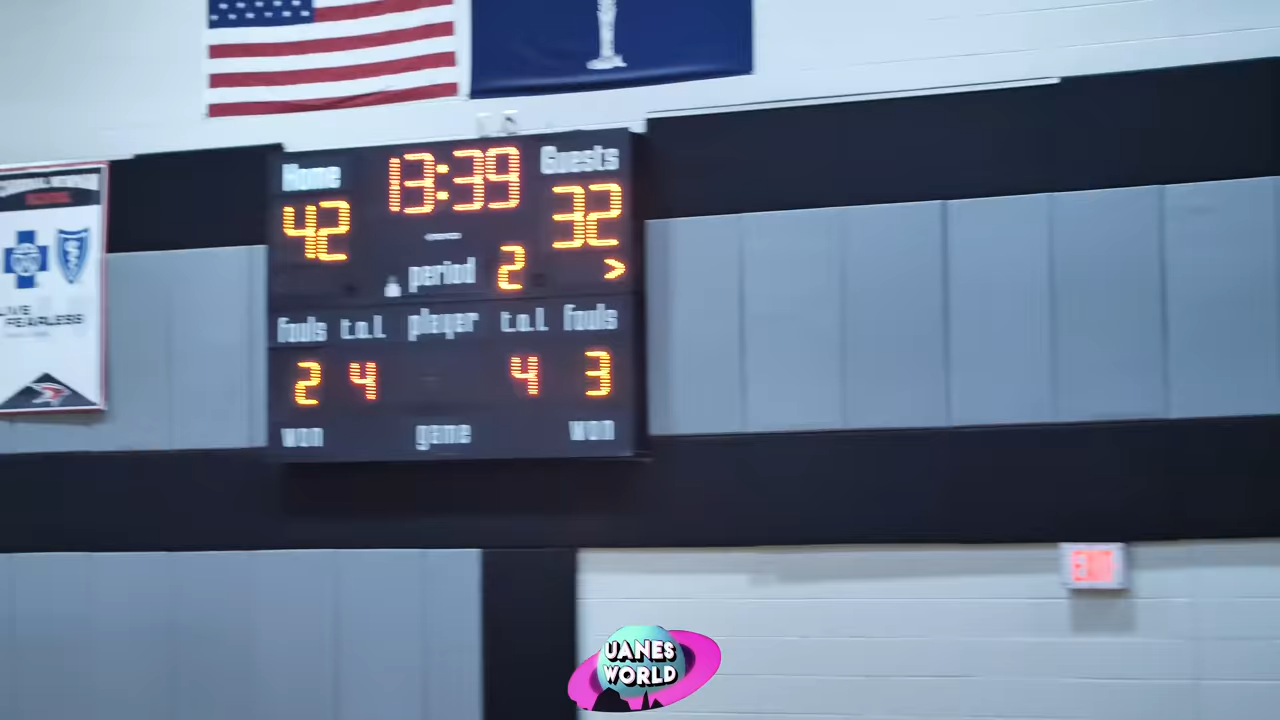 Home
13:39
Guests
42
32
period
2
>
fouls
t.o.l
player
t.o.l
fouls
2
4
4
3
won
game
won
LIVE
FEARLESS
EXIT
UANES
WORLD